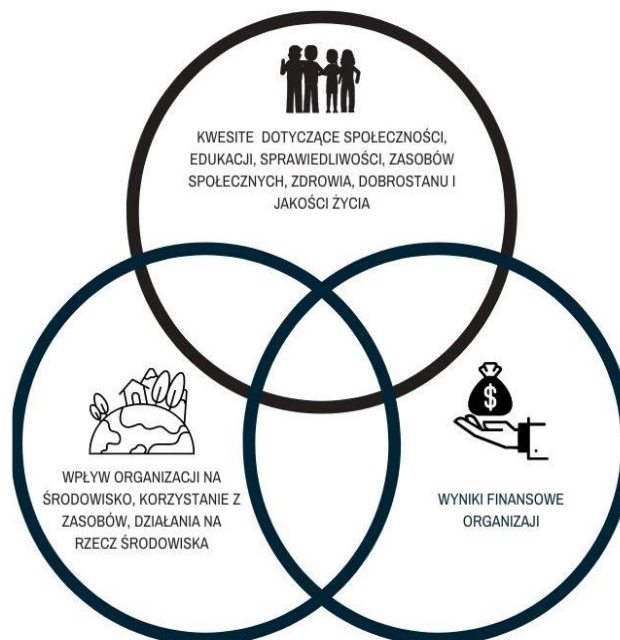 KWESITE DOTYCZĄCE SPOŁECZNOŚCI,
EDUKACJI, SPRAWIEDLIWOŚCI, ZASOBÓW
SPOŁECZNYCH, ZDROWIA, DOBROSTANU I
JAKOŚCI ŻYCIA
$
WPŁYW ORGANIZACJI NA
ŚRODOWISKO, KORZYSTANIE Z
ZASOBÓW, DZIAŁANIA NA
RZECZ ŚRODOWISKA
WYNIKI FINANSOWE
ORGANIZAJI